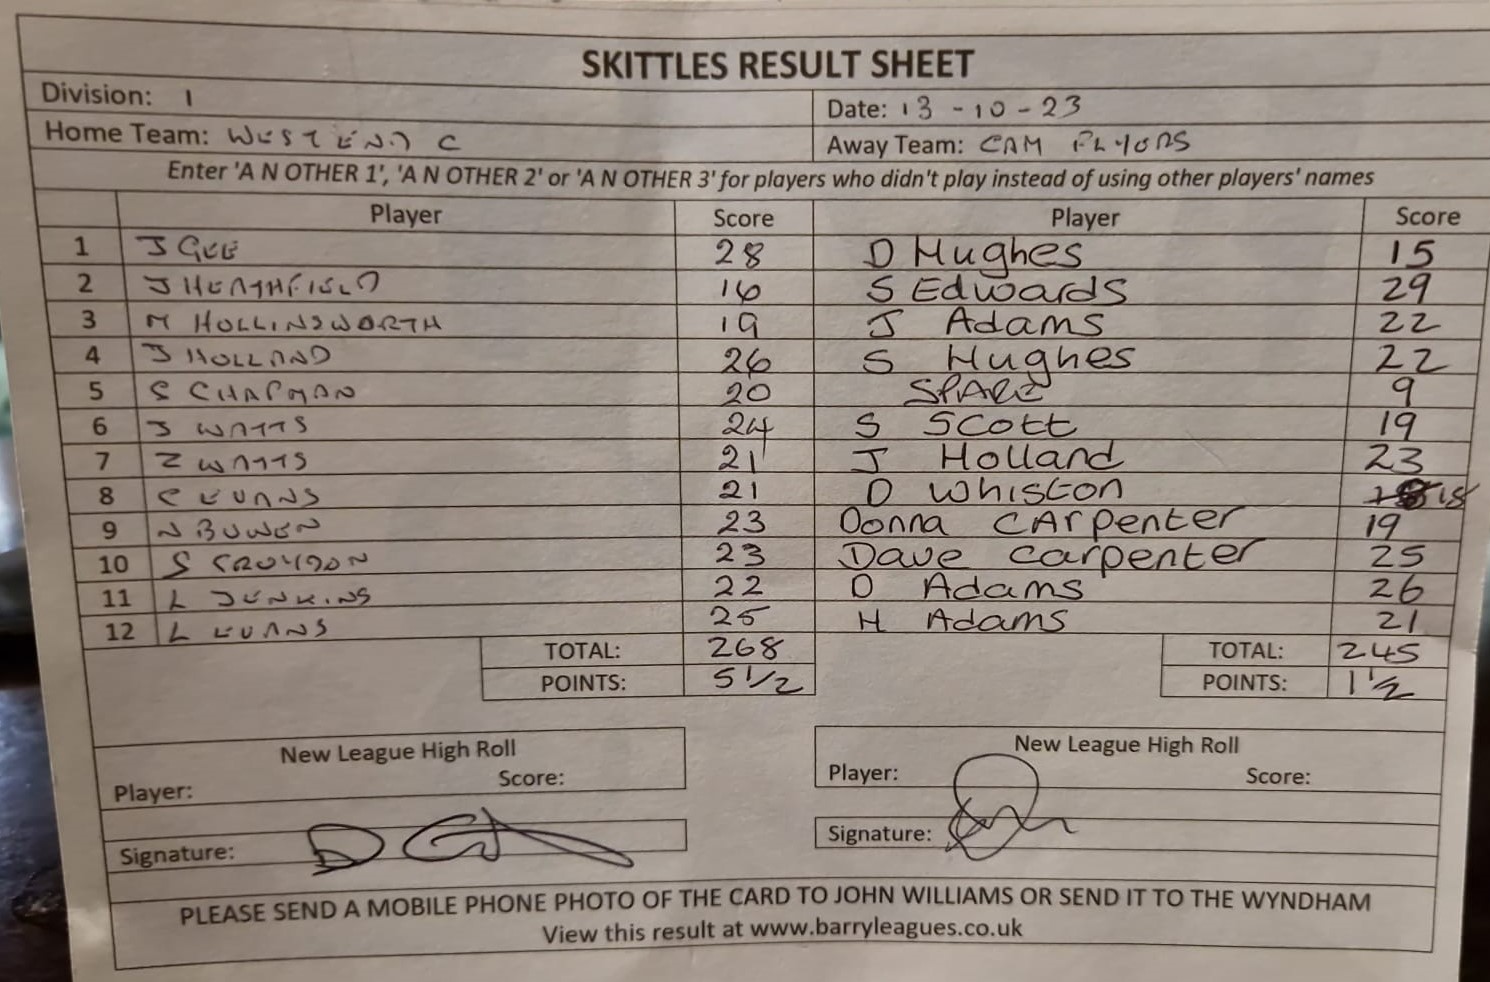 SKITTLES RESULT SHEET
Division: 1 Date: 13-10-23
Home Team: WEST END C Away Team: CAM PLYERS
Enter 'A N OTHER 1', 'A N OTHER 2' or 'A N OTHER 3' for players who didn't play instead of using other players' names
Player Score Player Score
1 J GEE 28 D Hughes 15
2 J HEATHFIELD 16 S Edwards 29
3 M HOLLINSWORTH 19 J Adams 22
4 J HOLLAND 26 S Hughes 22
5 S CHAPMAN 20 SPARE 9
6 J WATTS 24 S Scott 19
7 Z WATTS 21 J Holland 23
8 C EVANS 21 D Whiston 15
9 N BOWEN 23 Donna CArpenter 19
10 S CROYDON 23 Dave Carpenter 25
11 L JENKINS 22 D Adams 26
12 L EVANS 25 H Adams 21
TOTAL: 268 TOTAL: 245
POINTS: 5 1/2 POINTS: 1 1/2
New League High Roll New League High Roll
Player: Score: Player: Score:
Signature: Signature:
PLEASE SEND A MOBILE PHONE PHOTO OF THE CARD TO JOHN WILLIAMS OR SEND IT TO THE WYNDHAM
View this result at www.barryleagues.co.uk